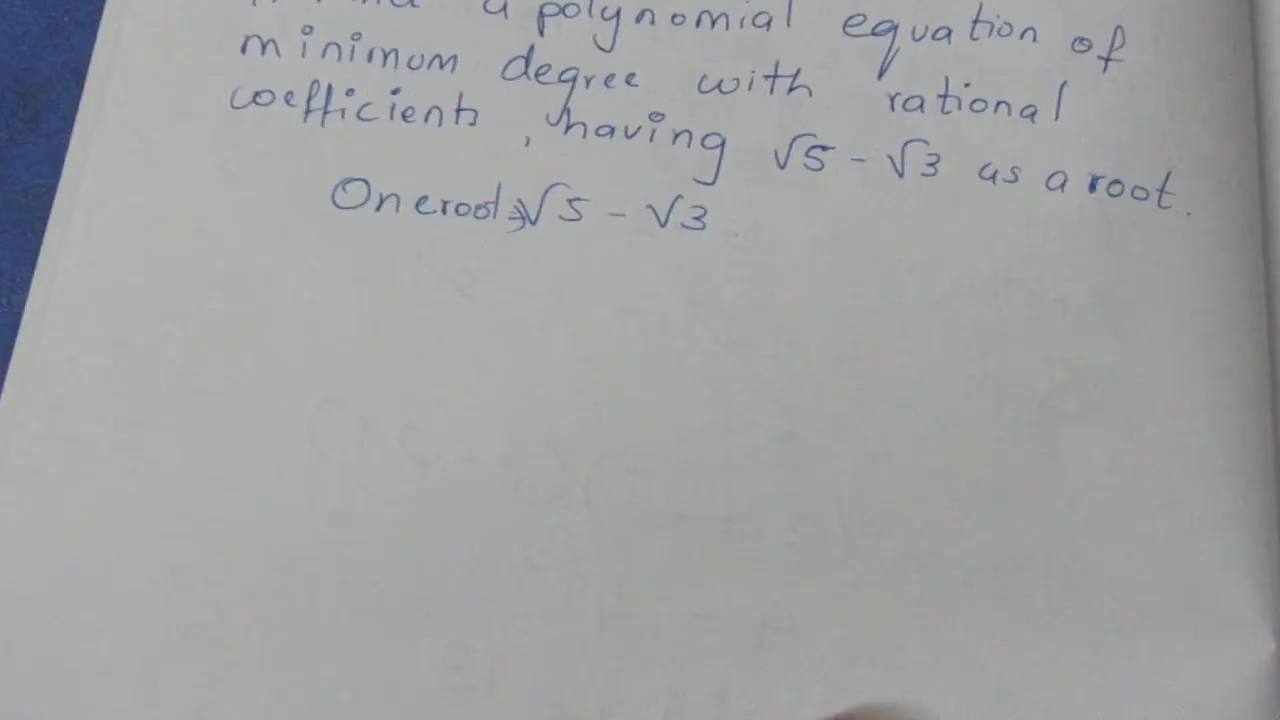 a polynomial equation of
minimum degree with rational
coefficients, having √5 - √3 as a root.
One root ⇒ √5 - √3